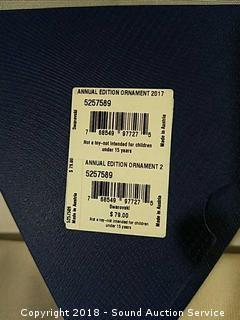 ANNUAL EDITION ORNAMENT 2017
5257589
7 68549 97727 5
Not a toy-not intended for children
under 15 years
Swarovski
$ 79.00
Made in Austria
ANNUAL EDITION ORNAMENT 2
5257589
7 68549 97727 5
Swarovski
$ 79.00
Not a toy-not intended for children
under 15 years
5257589
Made in Austria
Copyright 2018 - Sound Auction Service